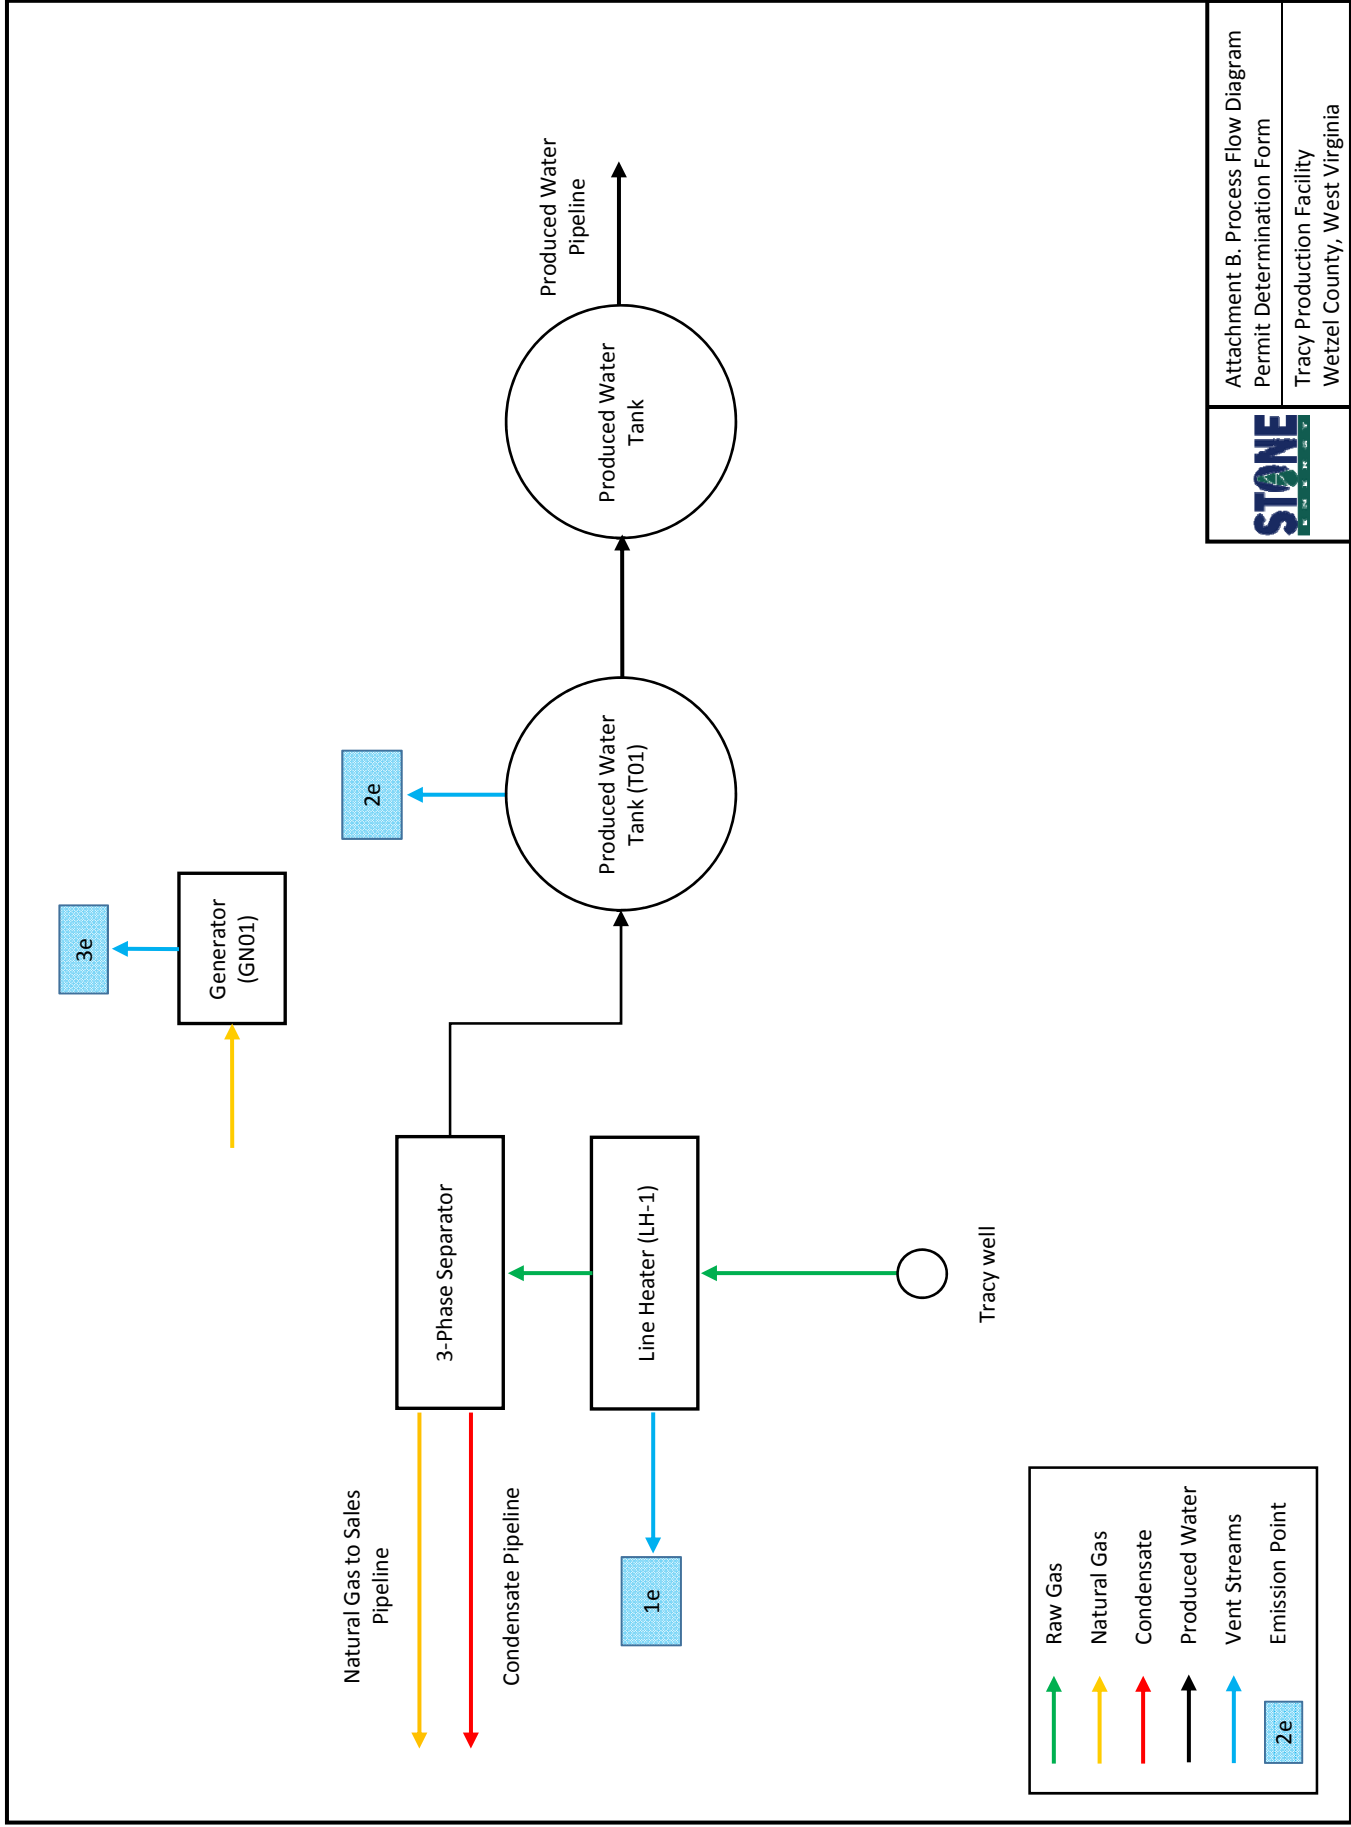 3e
Generator
(GN01)
2e
Natural Gas to Sales
Pipeline
Condensate Pipeline
3-Phase Separator
Produced Water
Pipeline
1e
Line Heater (LH-1)
Produced Water
Tank (T01)
Produced Water
Tank
Tracy well
Raw Gas
Natural Gas
Condensate
Produced Water
Vent Streams
2e
Emission Point
STONE
ENERGY
Attachment B. Process Flow Diagram
Permit Determination Form
Tracy Production Facility
Wetzel County, West Virginia